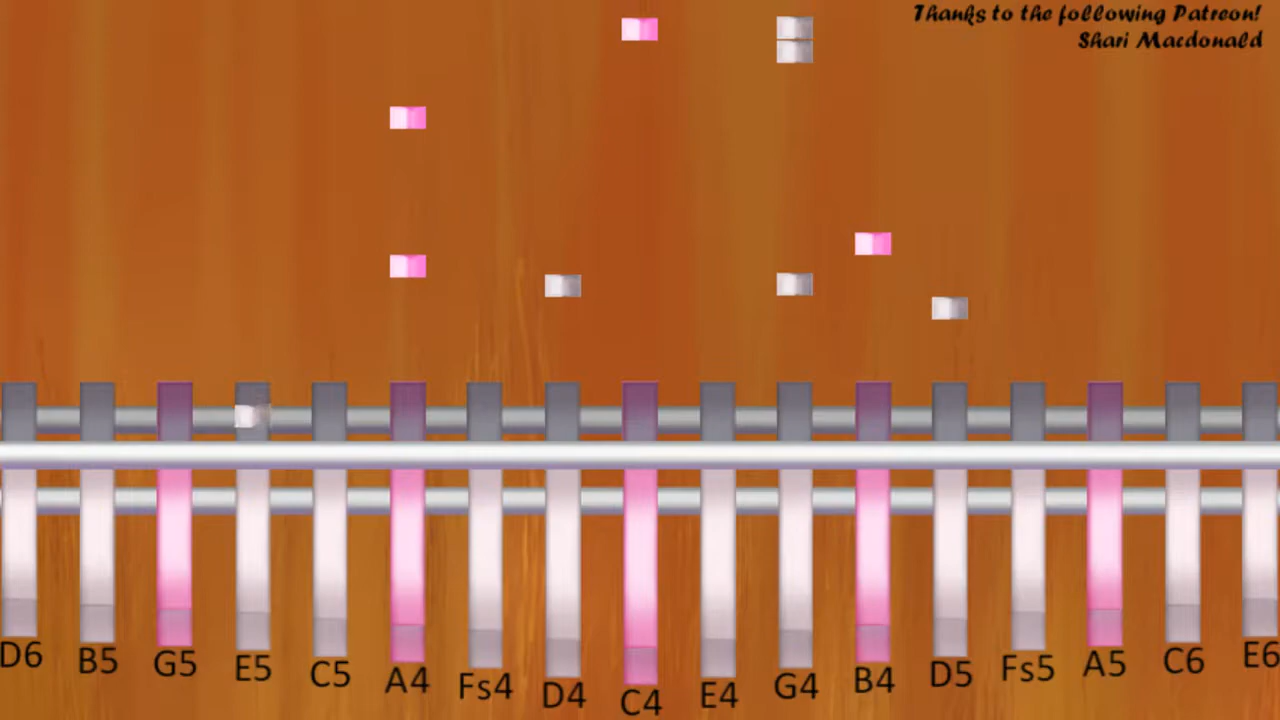 Thanks to the following Patreon!
Shari Macdonald
D6 B5 G5 E5 C5 A4 Fs4 D4 C4 E4 G4 B4 D5 Fs5 A5 C6 E6